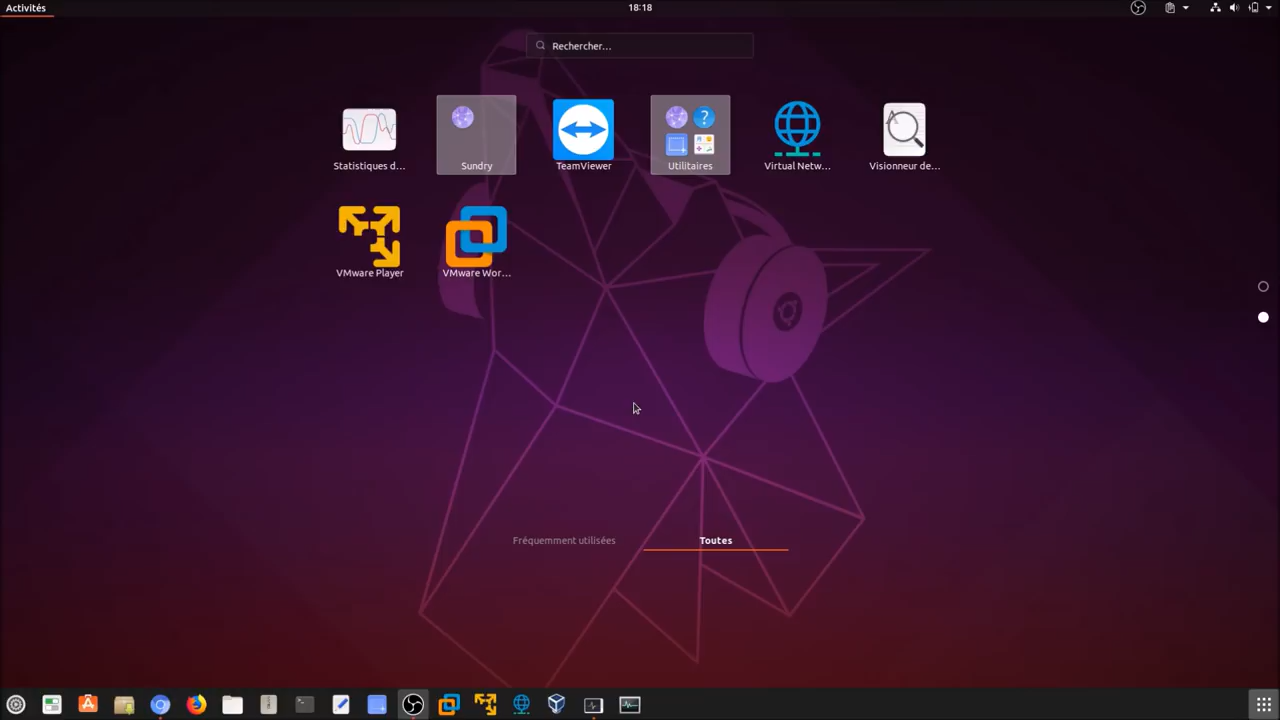 Activités
18:18
Rechercher...
Statistiques d...
Sundry
TeamViewer
Utilitaires
Virtual Netw...
Visionneur de...
VMware Player
VMware Wor...
Fréquemment utilisées
Toutes